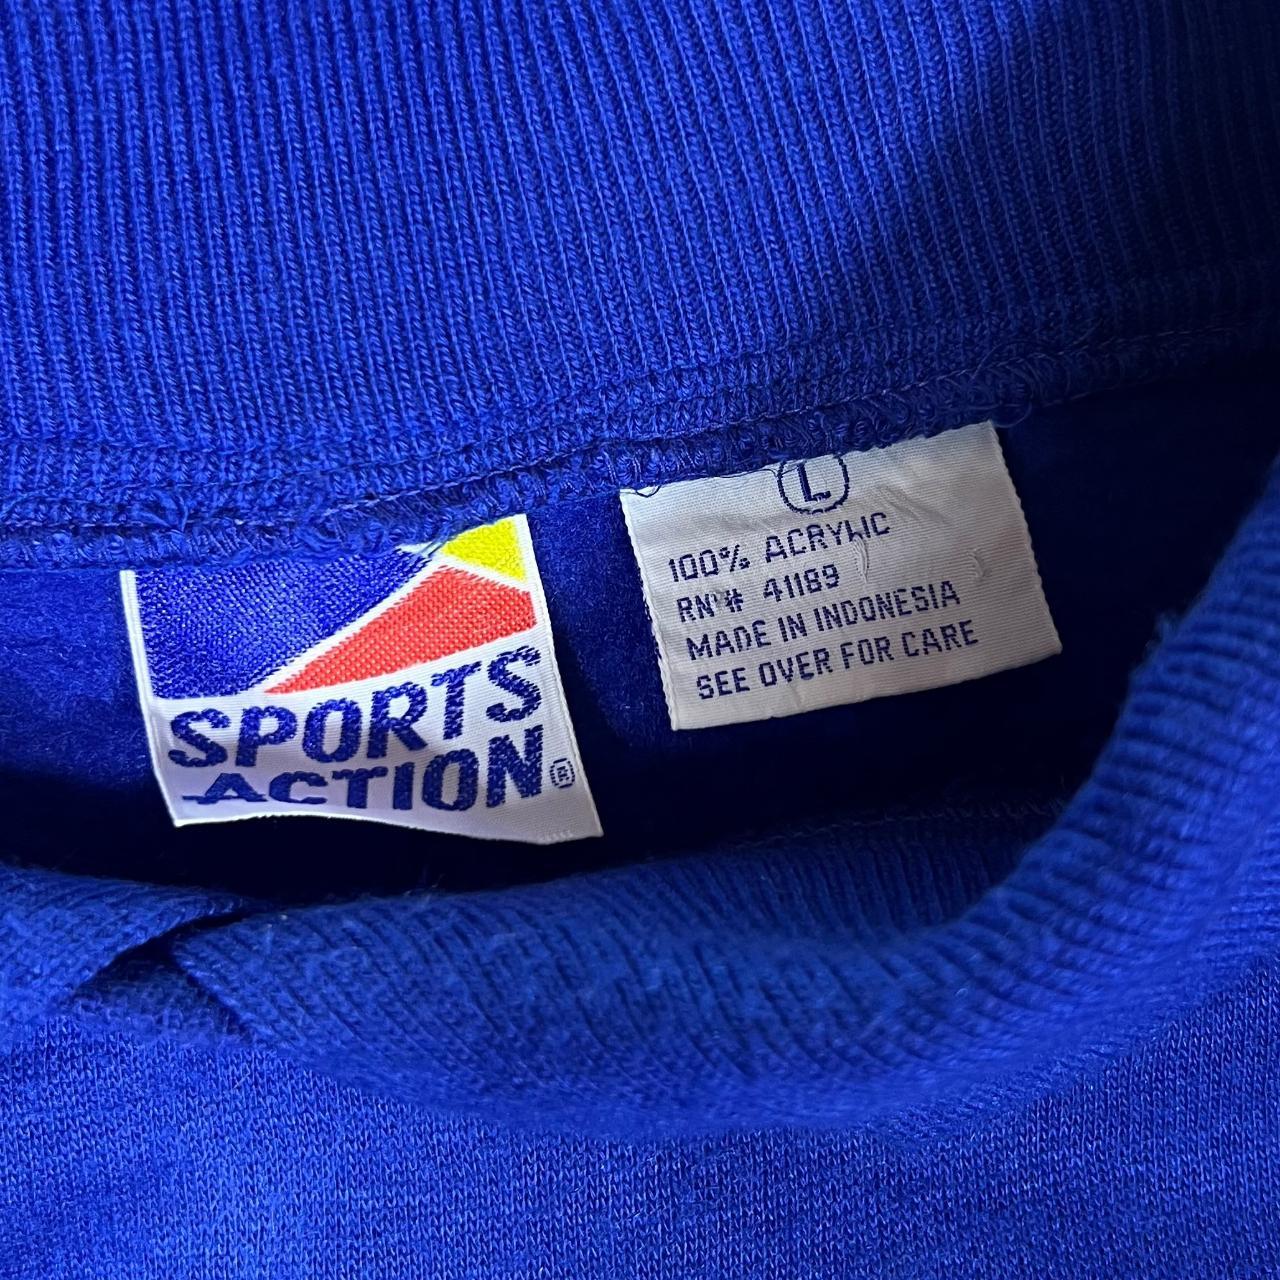 SPORTS
ACTION®
L
100% ACRYLIC
RN# 41189
MADE IN INDONESIA
SEE OVER FOR CARE